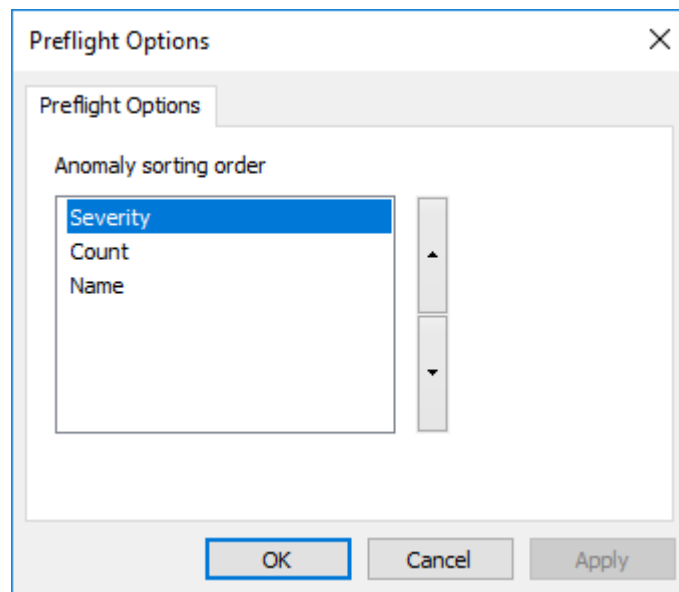 Preflight Options
Preflight Options
Anomaly sorting order
Severity
Count
Name
OK Cancel Apply